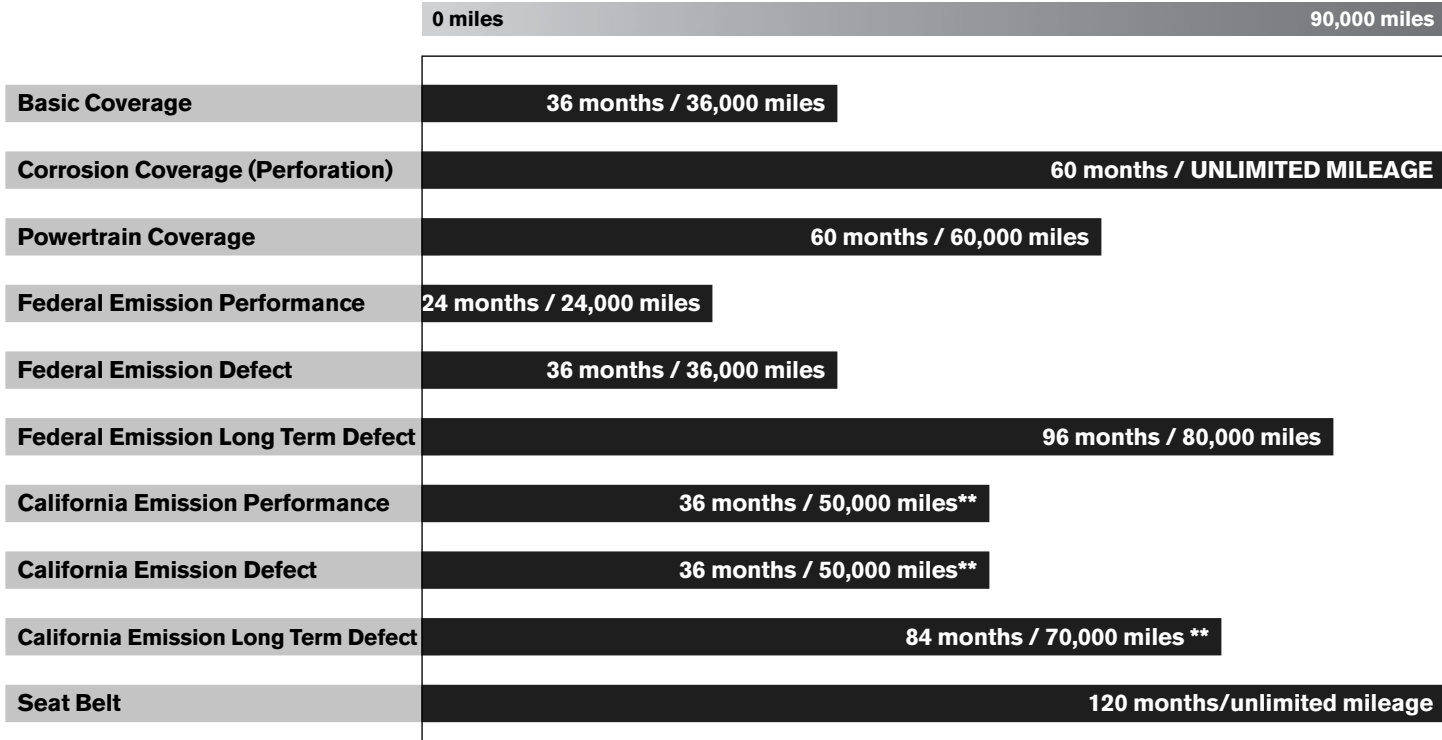 0 miles 90,000 miles
Basic Coverage 36 months / 36,000 miles
Corrosion Coverage (Perforation) 60 months / UNLIMITED MILEAGE
Powertrain Coverage 60 months / 60,000 miles
Federal Emission Performance 24 months / 24,000 miles
Federal Emission Defect 36 months / 36,000 miles
Federal Emission Long Term Defect 96 months / 80,000 miles
California Emission Performance 36 months / 50,000 miles**
California Emission Defect 36 months / 50,000 miles**
California Emission Long Term Defect 84 months / 70,000 miles **
Seat Belt 120 months/unlimited mileage